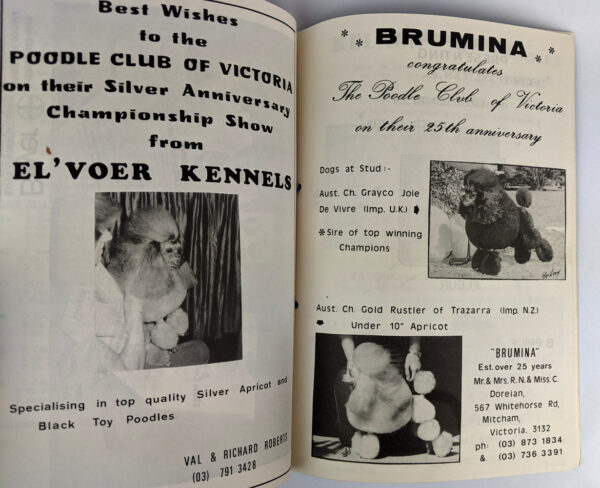 Best Wishes
to the
POODLE CLUB OF VICTORIA
on their Silver Anniversary
Championship Show
from
EL'VOER KENNELS
Specialising in top quality Silver Apricot and
Black Toy Poodles
VAL & RICHARD ROBERTS
(03) 791 3428
BRUMINA
congratulates
The Poodle Club of Victoria
on their 25th anniversary
Dogs at Stud :-
Aust. Ch. Grayco Joie
De Vivre (Imp. U.K.)
*Sire of top winning
Champions
Aust. Ch. Gold Rustler of Trazarra (Imp. N.Z.)
Under 10" Apricot
"BRUMINA"
Est. over 25 years
Mr. & Mrs. R.N. & Miss. C.
Doreian,
567 Whitehorse Rd,
Mitcham,
Victoria. 3132
ph: (03) 873 1834
& (03) 736 3391